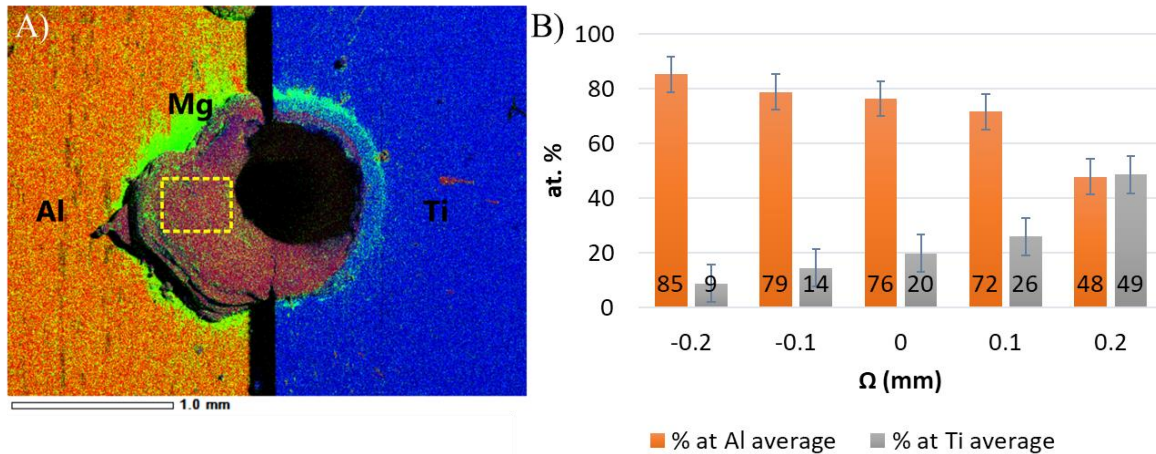 A)
Mg
Al
Ti
1.0 mm
B)
100
80
60
40
20
0
at. %
85 9 79 14 76 20 72 26 48 49
-0.2 -0.1 0 0.1 0.2
Ω (mm)
% at Al average % at Ti average